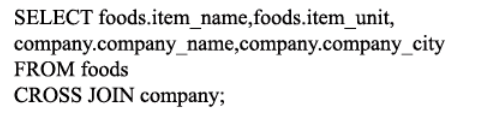 SELECT foods.item_name,foods.item_unit,
company.company_name,company.company_city
FROM foods
CROSS JOIN company;